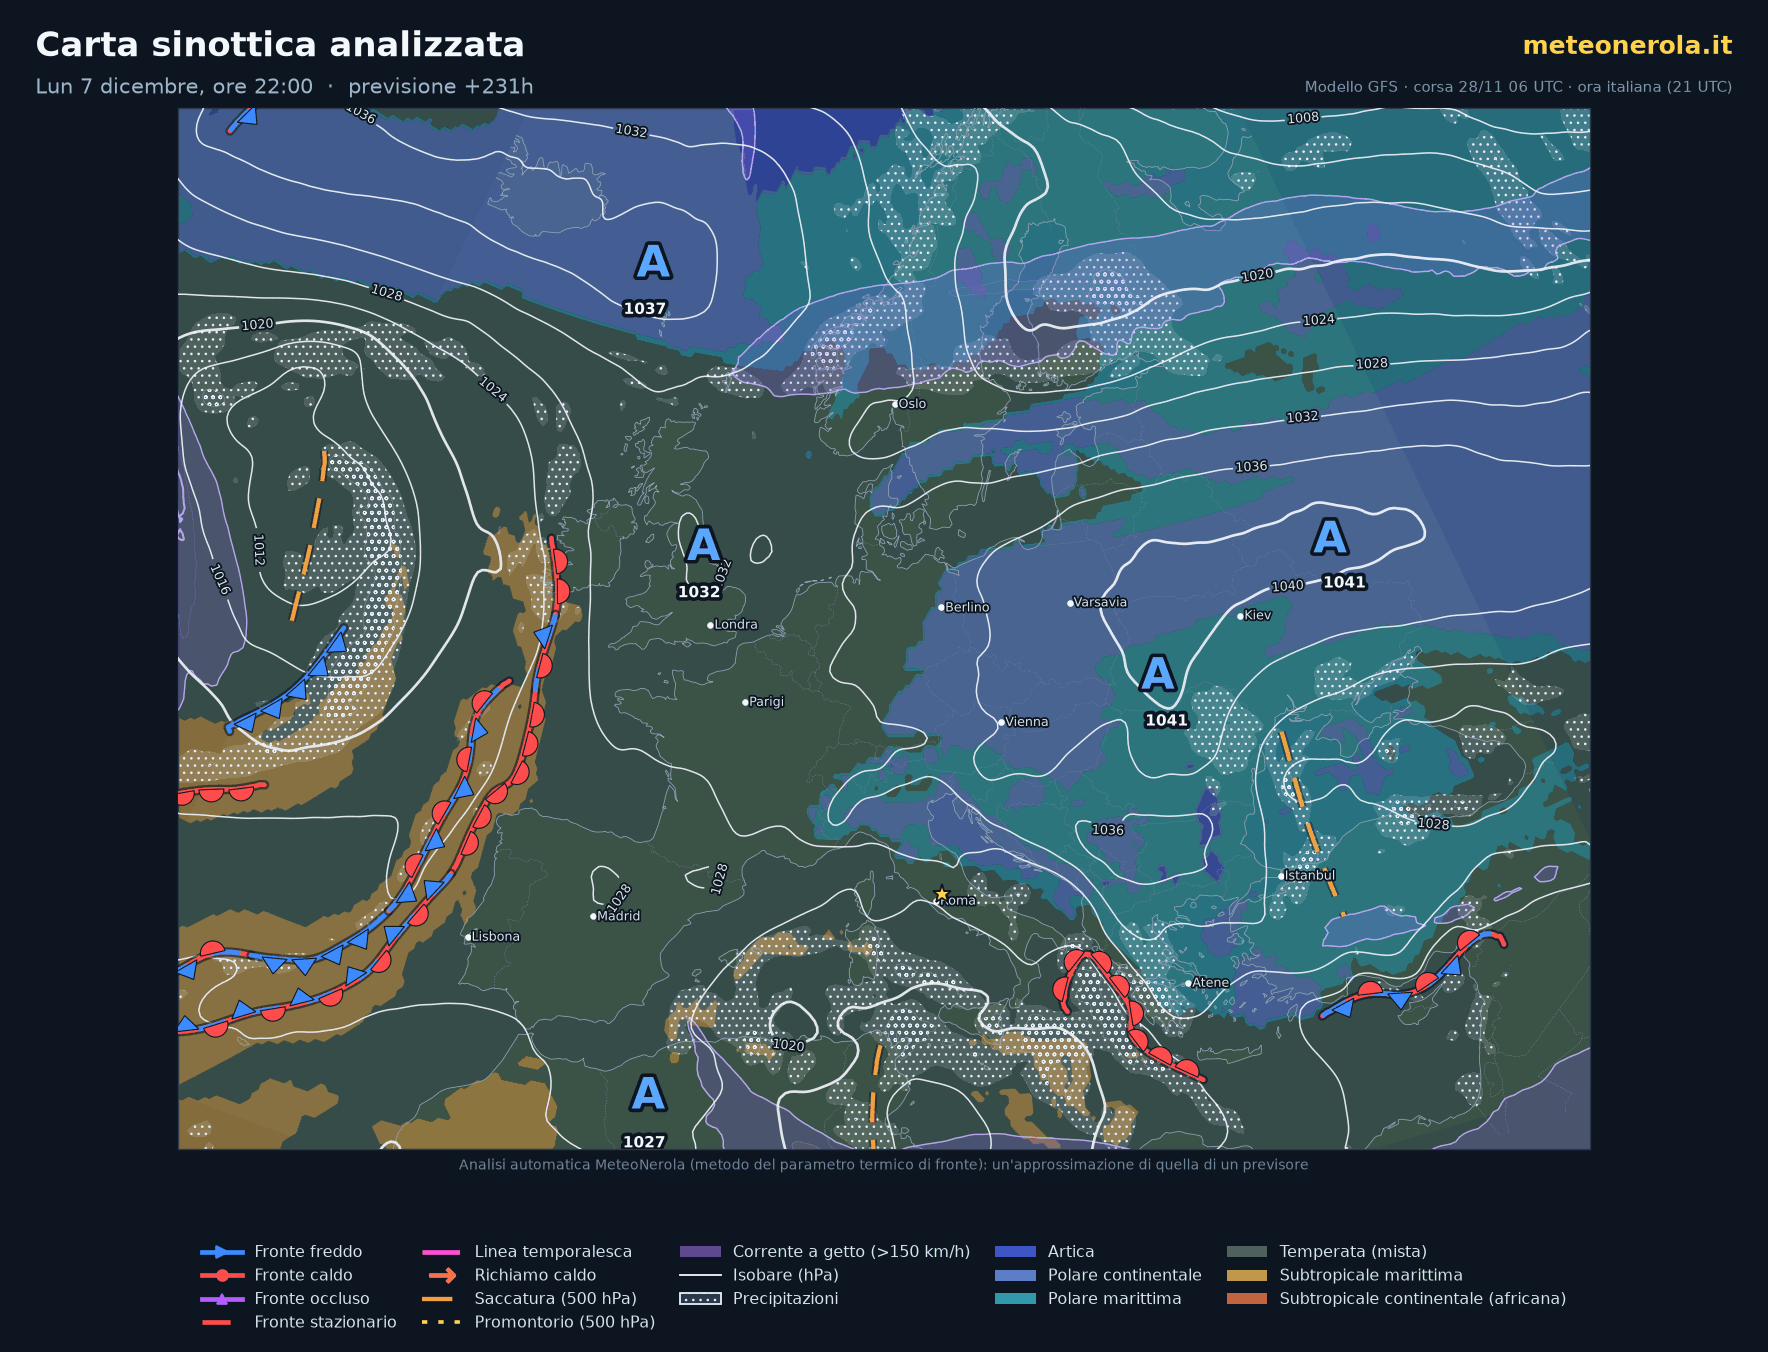 Carta sinottica analizzata
meteonerola.it
Lun 7 dicembre, ore 22:00 · previsione +231h
Modello GFS · corsa 28/11 06 UTC · ora italiana (21 UTC)
1036
1032
1008
A
1037
1028
1020
1020
1024
1024
1028
Oslo
1032
1036
A
1032
1032
A
1041
1040
1012
1016
Berlino
Varsavia
Kiev
Londra
A
1041
Parigi
Vienna
1036
1028
Istanbul
1028
1028
Roma
Madrid
Lisbona
Atene
1020
A
1027
Analisi automatica MeteoNerola (metodo del parametro termico di fronte): un'approssimazione di quella di un previsore
Fronte freddo
Fronte caldo
Fronte occluso
Fronte stazionario
Linea temporalesca
Richiamo caldo
Saccatura (500 hPa)
Promontorio (500 hPa)
Corrente a getto (>150 km/h)
Isobare (hPa)
Precipitazioni
Artica
Polare continentale
Polare marittima
Temperata (mista)
Subtropicale marittima
Subtropicale continentale (africana)